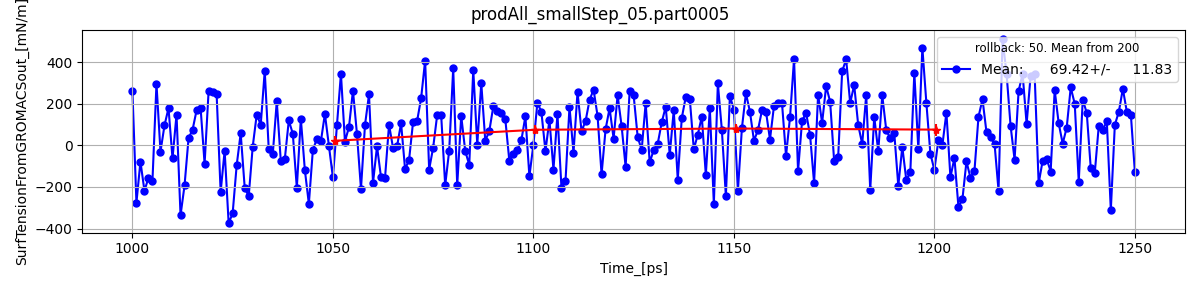 prodAll_smallStep_05.part0005
SurfTensionFromGROMACSout_[mN/m]
400
200
0
−200
−400
rollback: 50. Mean from 200
Mean: 69.42+/- 11.83
1000
1050
1100
1150
1200
1250
Time_[ps]